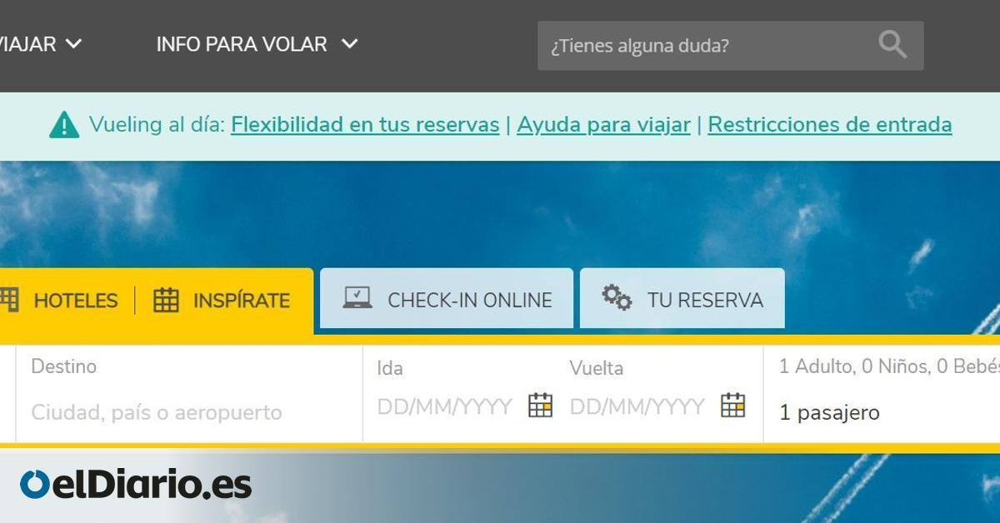 VIAJAR INFO PARA VOLAR ¿Tienes alguna duda?
Vueling al día: Flexibilidad en tus reservas | Ayuda para viajar | Restricciones de entrada
HOTELES INSPÍRATE CHECK-IN ONLINE TU RESERVA
Destino Ida Vuelta 1 Adulto, 0 Niños, 0 Bebés
Ciudad, país o aeropuerto DD/MM/YYYY DD/MM/YYYY 1 pasajero
elDiario.es